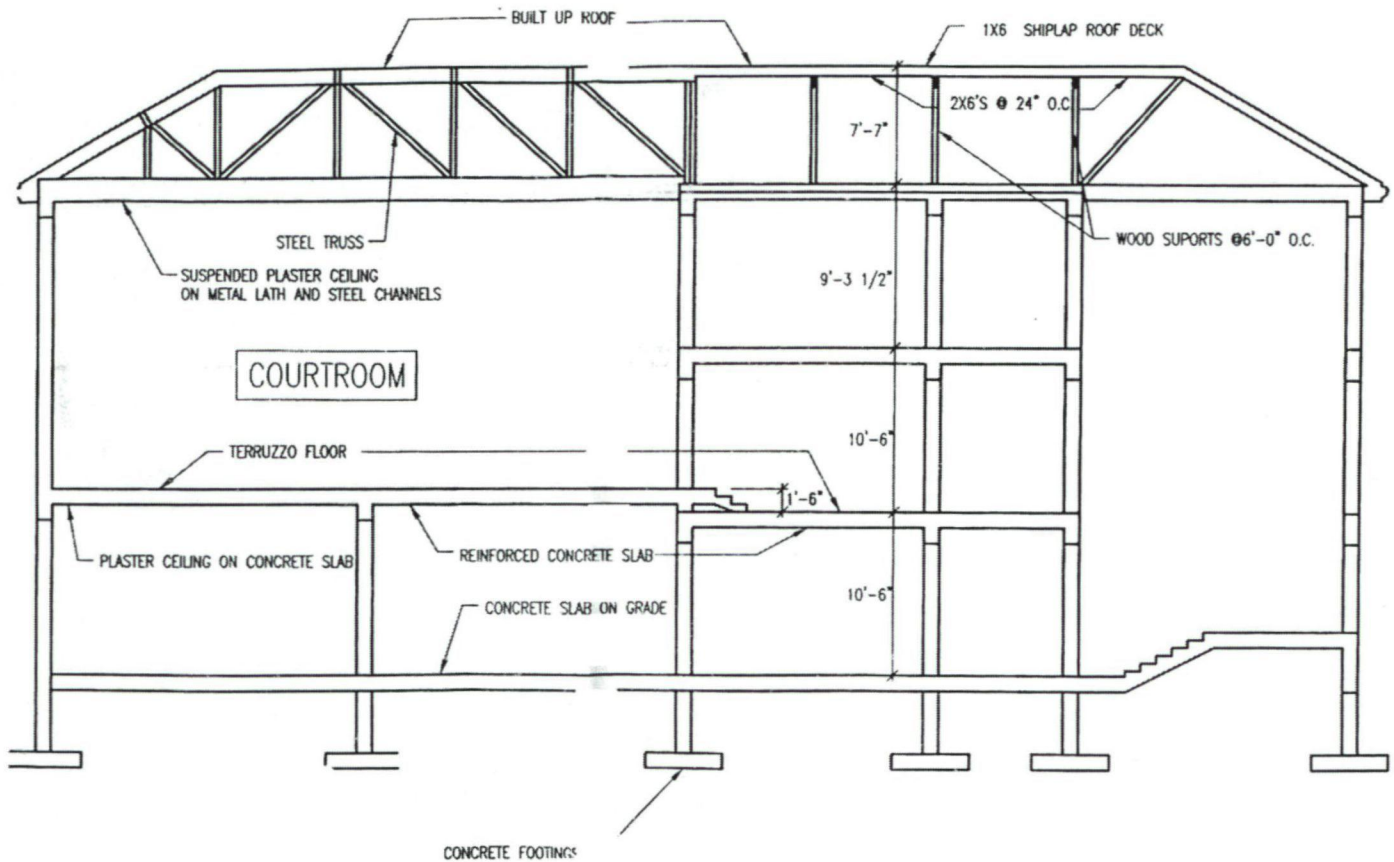 BUILT UP ROOF
1X6 SHIPLAP ROOF DECK
2X6'S @ 24" O.C
7'-7"
STEEL TRUSS
WOOD SUPORTS @6'-0" O.C.
SUSPENDED PLASTER CEILING
ON METAL LATH AND STEEL CHANNELS
9'-3 1/2"
COURTROOM
10'-6"
TERRUZZO FLOOR
1'-6"
PLASTER CEILING ON CONCRETE SLAB
REINFORCED CONCRETE SLAB
10'-6"
CONCRETE SLAB ON GRADE
CONCRETE FOOTINGS